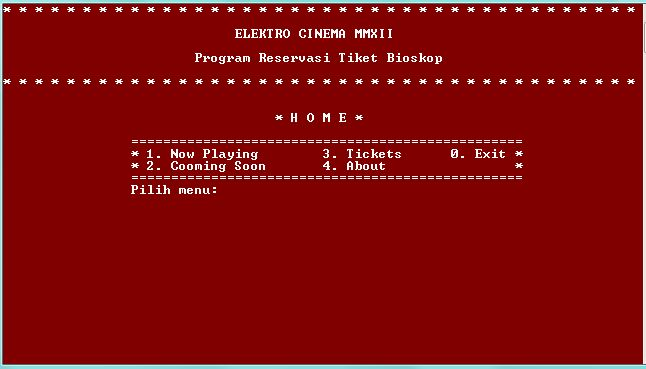 * * * * * * * * * * * * * * * * * * * * * * * * * * * * * * * * * * * * * * * *
ELEKTRO CINEMA MMXII
Program Reservasi Tiket Bioskop
* * * * * * * * * * * * * * * * * * * * * * * * * * * * * * * * * * * * * * * *
* H O M E *
=================================================
* 1. Now Playing 3. Tickets 0. Exit *
* 2. Cooming Soon 4. About *
=================================================
Pilih menu: